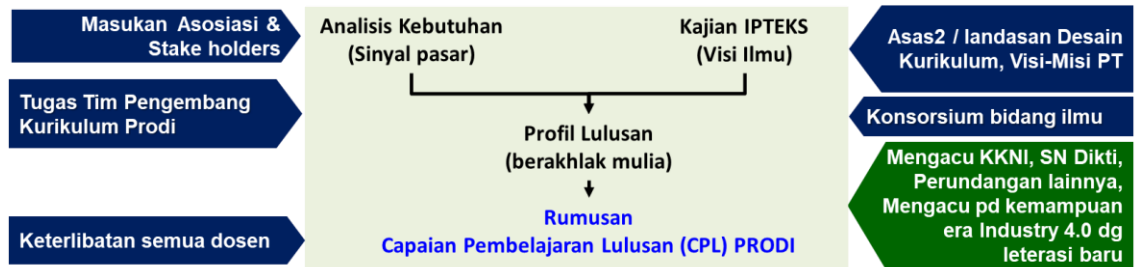 Masukan Asosiasi &
Stake holders
Tugas Tim Pengembang
Kurikulum Prodi
Keterlibatan semua dosen
Analisis Kebutuhan
(Sinyal pasar)
Kajian IPTEKS
(Visi Ilmu)
Profil Lulusan
(berakhlak mulia)
Rumusan
Capaian Pembelajaran Lulusan (CPL) PRODI
Asas2 / landasan Desain
Kurikulum, Visi-Misi PT
Konsorsium bidang ilmu
Mengacu KKNI, SN Dikti,
Perundangan lainnya,
Mengacu pd kemampuan
era Industry 4.0 dg
leterasi baru